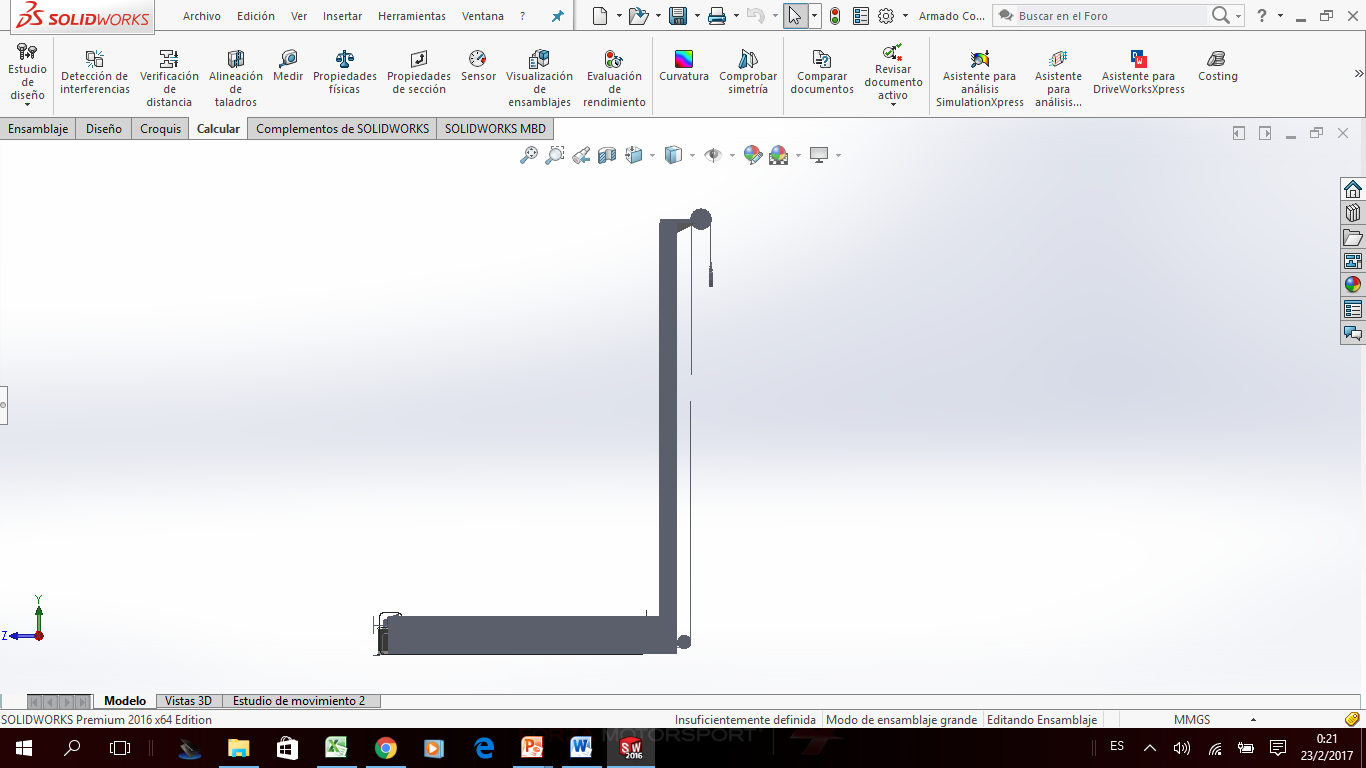 SOLIDWORKS
Archivo Edición Ver Insertar Herramientas Ventana ?
Armado Co... Buscar en el Foro ?
Estudio
de
diseño
Detección de
interferencias
Verificación
de
distancia
Alineación
de
taladros
Medir
Propiedades
físicas
Propiedades
de sección
Sensor
Visualización
de
ensamblajes
Evaluación
de
rendimiento
Curvatura
Comprobar
simetría
Comparar
documentos
Revisar
documento
activo
Asistente para
análisis
SimulationXpress
Asistente
para
análisis...
Asistente para
DriveWorksXpress
Costing
Ensamblaje Diseño Croquis Calcular Complementos de SOLIDWORKS SOLIDWORKS MBD
Y
Z
Modelo Vistas 3D Estudio de movimiento 2
SOLIDWORKS Premium 2016 x64 Edition Insuficientemente definida Modo de ensamblaje grande Editando Ensamblaje MMGS
MOTORSPORT
SW
2016
ES
0:21
23/2/2017